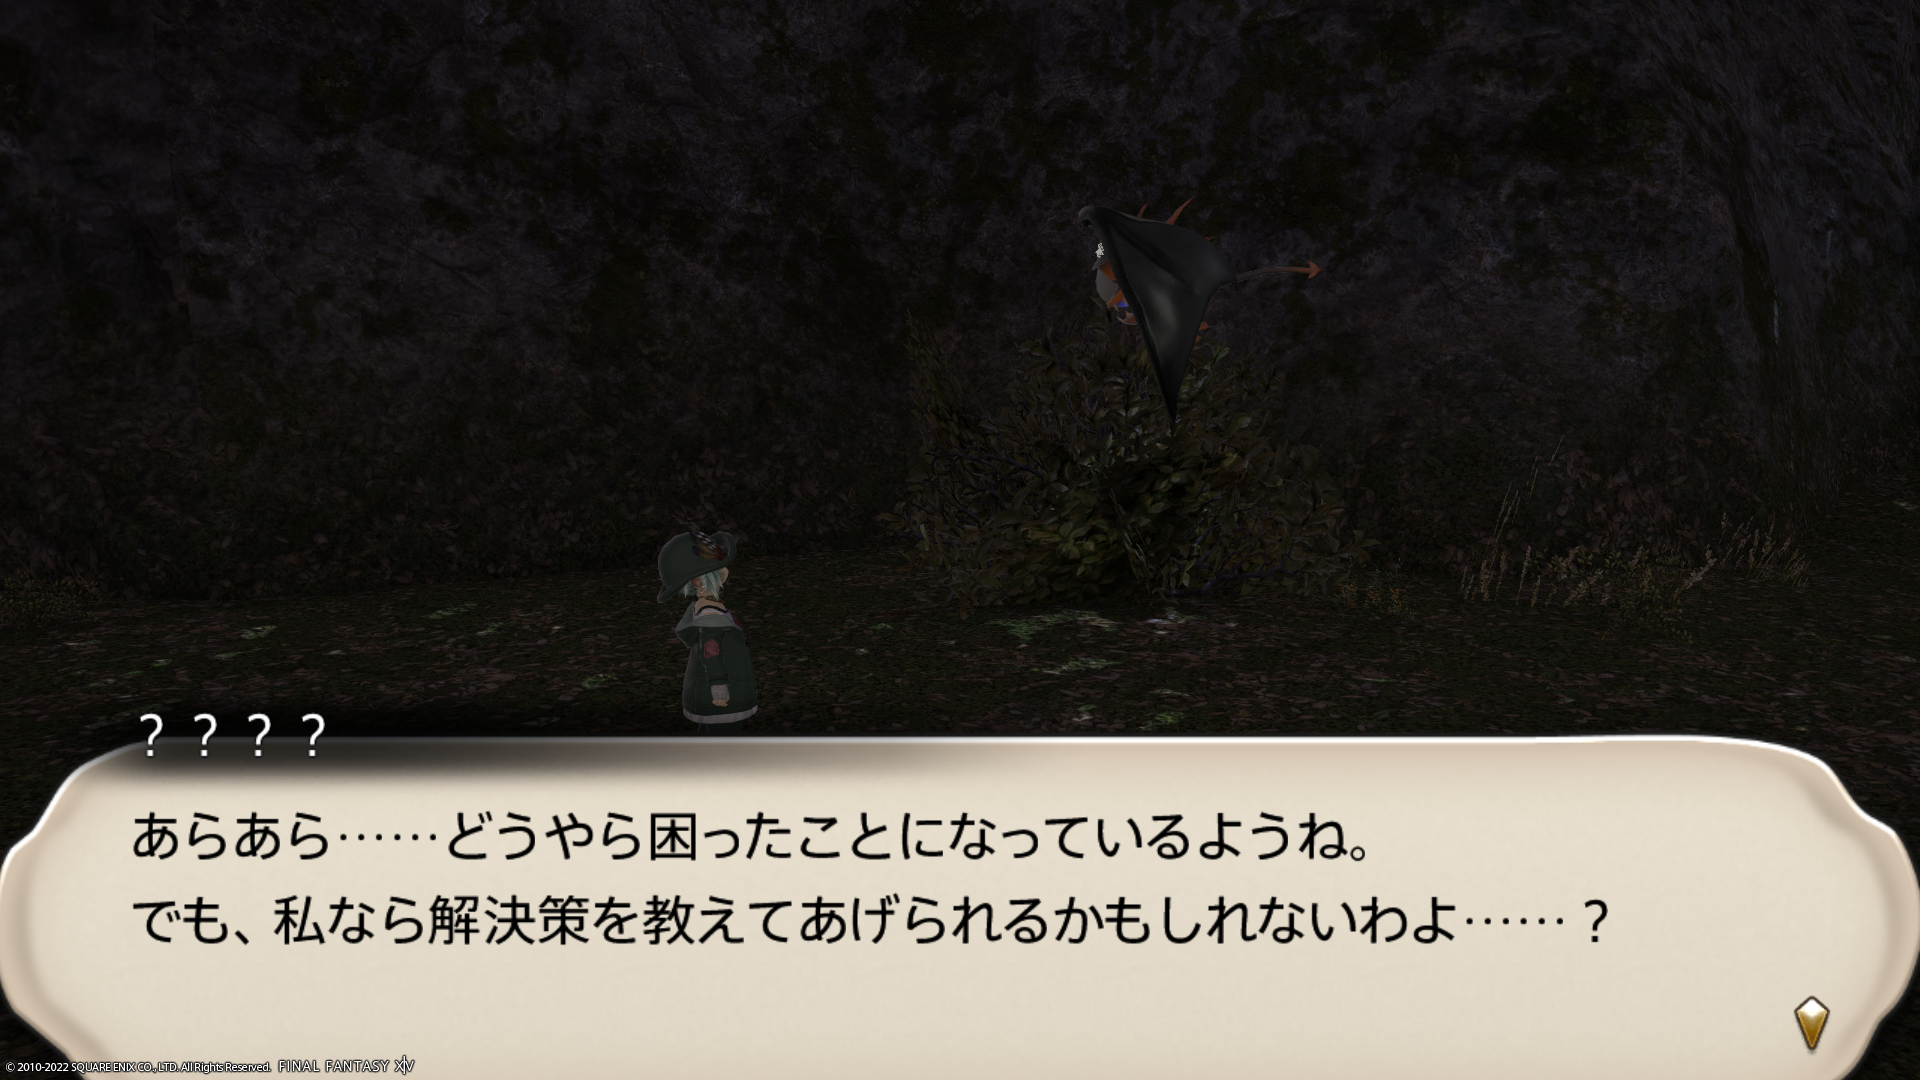 ？？？？
あらあら……どうやら困ったことになっているようね。
でも、私なら解決策を教えてあげられるかもしれないわよ……？
© 2010-2022 SQUARE ENIX CO., LTD. All Rights Reserved. FINAL FANTASY XIV